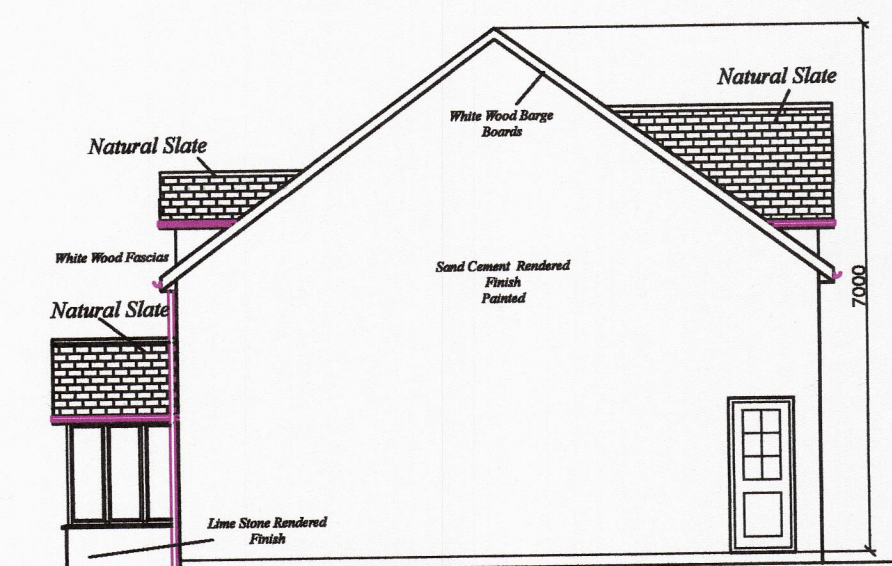 Natural Slate
White Wood Barge
Boards
Natural Slate
White Wood Fascias
Sand Cement Rendered
Finish
Painted
7000
Natural Slate
Lime Stone Rendered
Finish